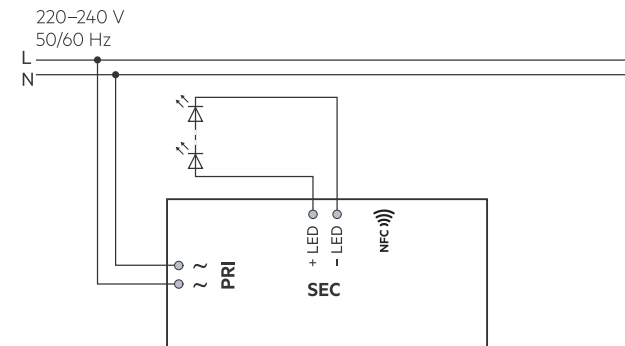 220–240 V
50/60 Hz
L
N
+ LED
– LED
NFC
~
~
PRI
SEC